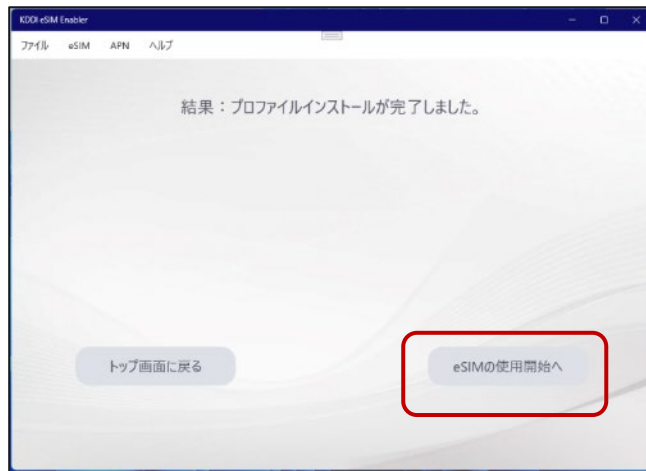 KDDI eSIM Enabler
ファイル eSIM APN ヘルプ
結果：プロファイルインストールが完了しました。
トップ画面に戻る eSIMの使用開始へ